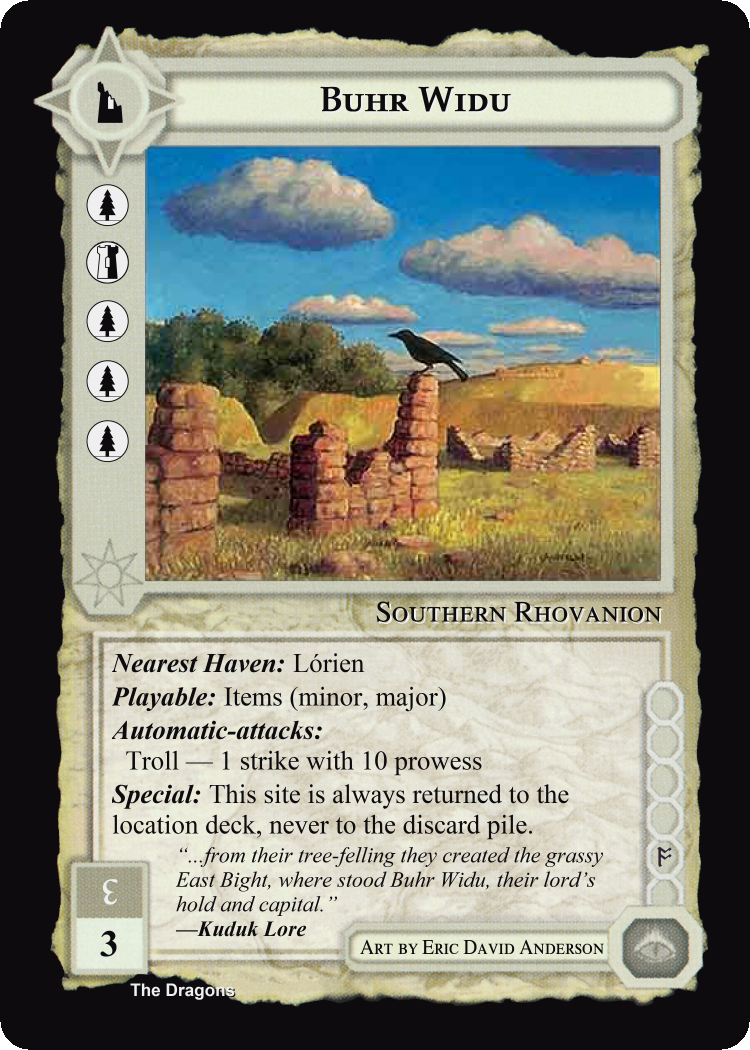 Buhr Widu
Southern Rhovanion
Nearest Haven: Lórien
Playable: Items (minor, major)
Automatic-attacks:
Troll — 1 strike with 10 prowess
Special: This site is always returned to the
location deck, never to the discard pile.
“...from their tree-felling they created the grassy
East Bight, where stood Buhr Widu, their lord’s
hold and capital.”
—Kuduk Lore
3
Art by Eric David Anderson
The Dragons